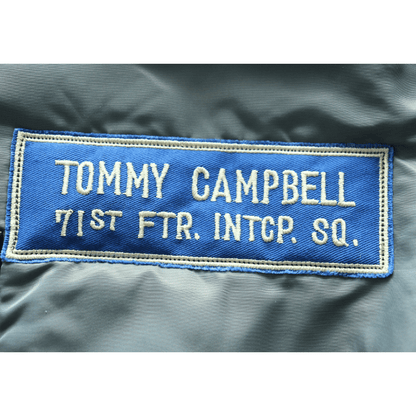 TOMMY CAMPBELL
71ST FTR. INTCP. SQ.